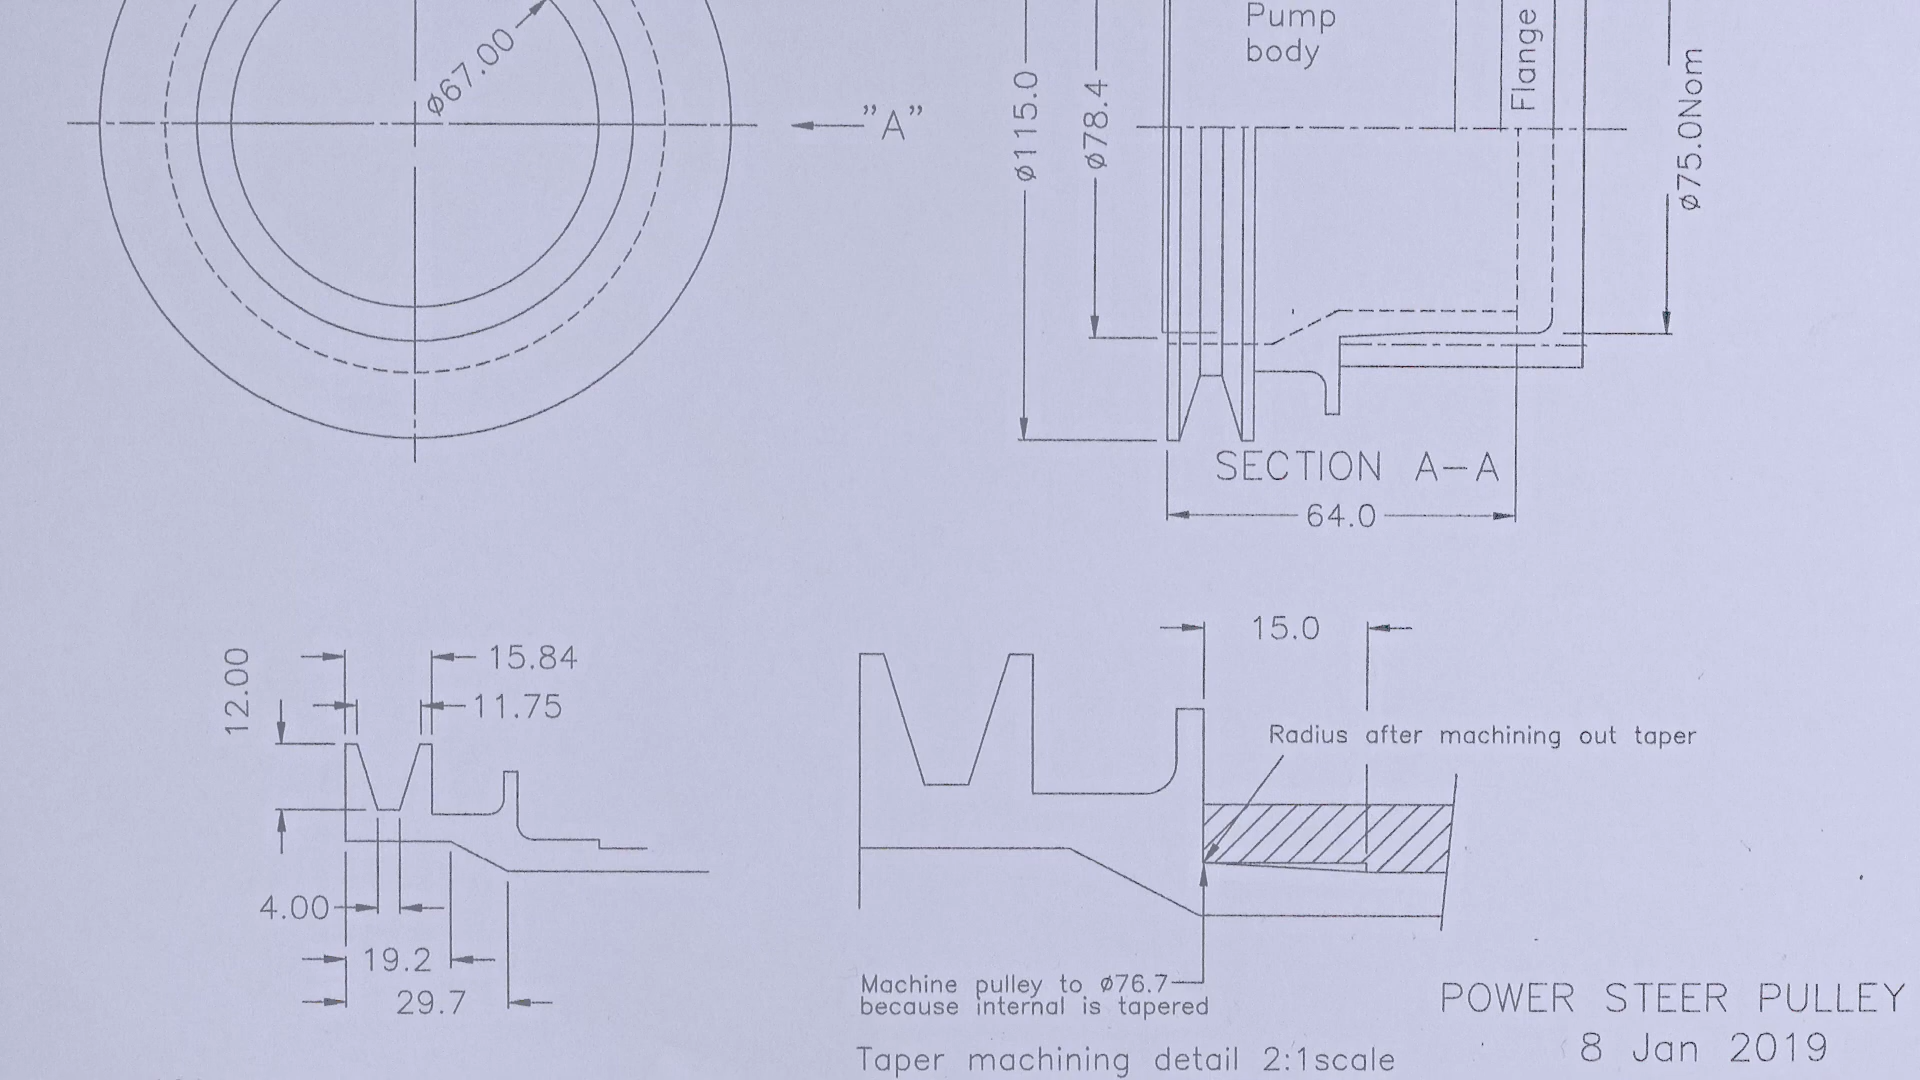 Pump
body
Flange
ø67.00
"A"
ø115.0
ø78.4
ø75.0Nom
SECTION A-A
64.0
15.84
11.75
12.00
4.00
19.2
29.7
15.0
Radius after machining out taper
Machine pulley to ø76.7
because internal is tapered
Taper machining detail 2:1scale
POWER STEER PULLEY
8 Jan 2019